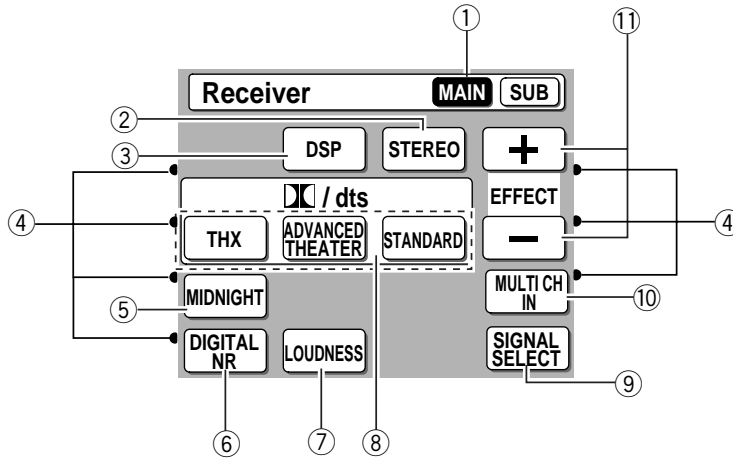 ① ⑪
Receiver MAIN SUB
②
③ DSP STEREO +
/ dts EFFECT
④ ④
THX ADVANCED THEATER STANDARD −
⑤ MIDNIGHT MULTI CH IN ⑩
DIGITAL NR LOUDNESS SIGNAL SELECT ⑨
⑥ ⑦ ⑧